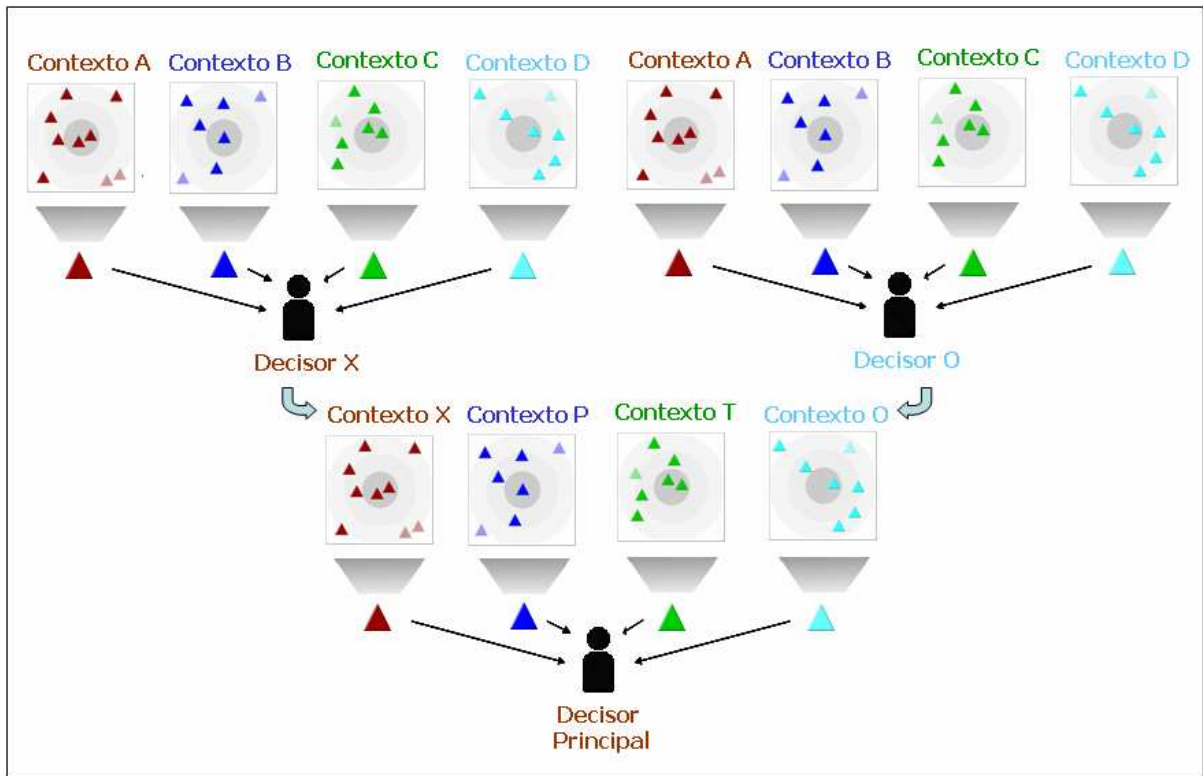 Contexto A
Contexto B
Contexto C
Contexto D
Contexto A
Contexto B
Contexto C
Contexto D
Decisor X
Decisor O
Contexto X
Contexto P
Contexto T
Contexto O
Decisor
Principal